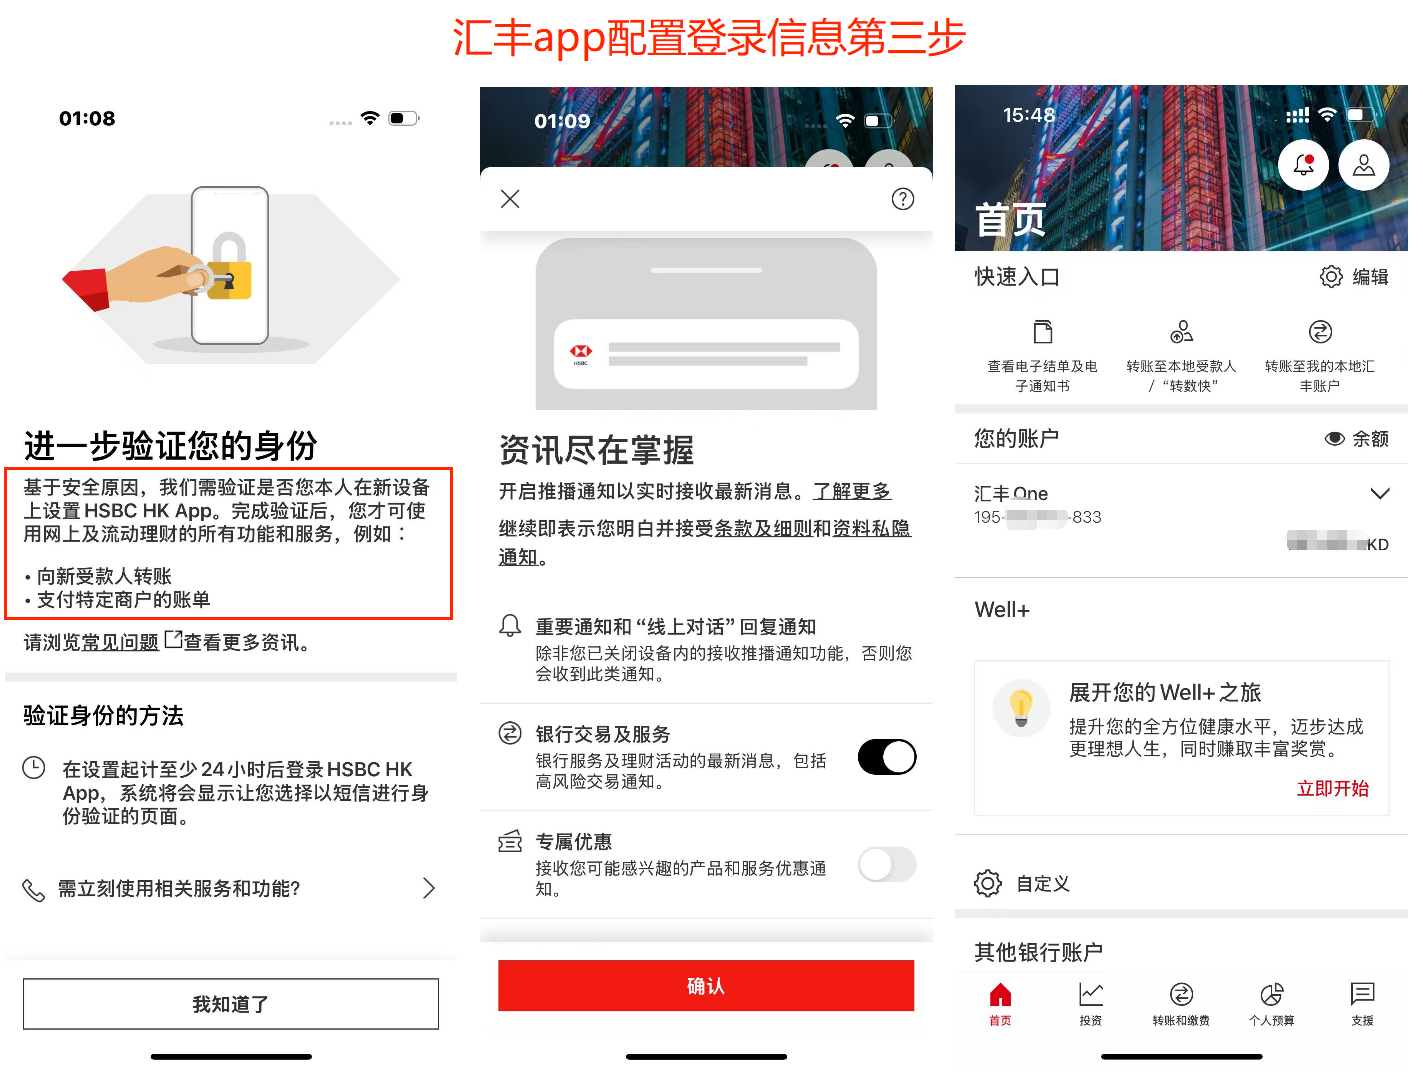 汇丰app配置登录信息第三步
01:08
进一步验证您的身份
基于安全原因，我们需验证是否您本人在新设备
上设置HSBC HK App。完成验证后，您才可使
用网上及流动理财的所有功能和服务，例如：
• 向新受款人转账
• 支付特定商户的账单
请浏览常见问题查看更多资讯。
验证身份的方法
在设置起计至少24小时后登录HSBC HK
App，系统将会显示让您选择以短信进行身
份验证的页面。
需立刻使用相关服务和功能?
我知道了
01:09
HSBC
资讯尽在掌握
开启推播通知以实时接收最新消息。了解更多
继续即表示您明白并接受条款及细则和资料私隐
通知。
重要通知和“线上对话”回复通知
除非您已关闭设备内的接收推播通知功能，否则您
会收到此类通知。
银行交易及服务
银行服务及理财活动的最新消息，包括
高风险交易通知。
专属优惠
接收您可能感兴趣的产品和服务优惠通
知。
确认
15:48
首页
快速入口
编辑
查看电子结单及电
子通知书
转账至本地受款人
/“转数快”
转账至我的本地汇
丰账户
您的账户
余额
汇丰One
195-
-833
KD
Well+
展开您的Well+之旅
提升您的全方位健康水平，迈步达成
更理想人生，同时赚取丰富奖赏。
立即开始
自定义
其他银行账户
首页
投资
转账和缴费
个人预算
支援